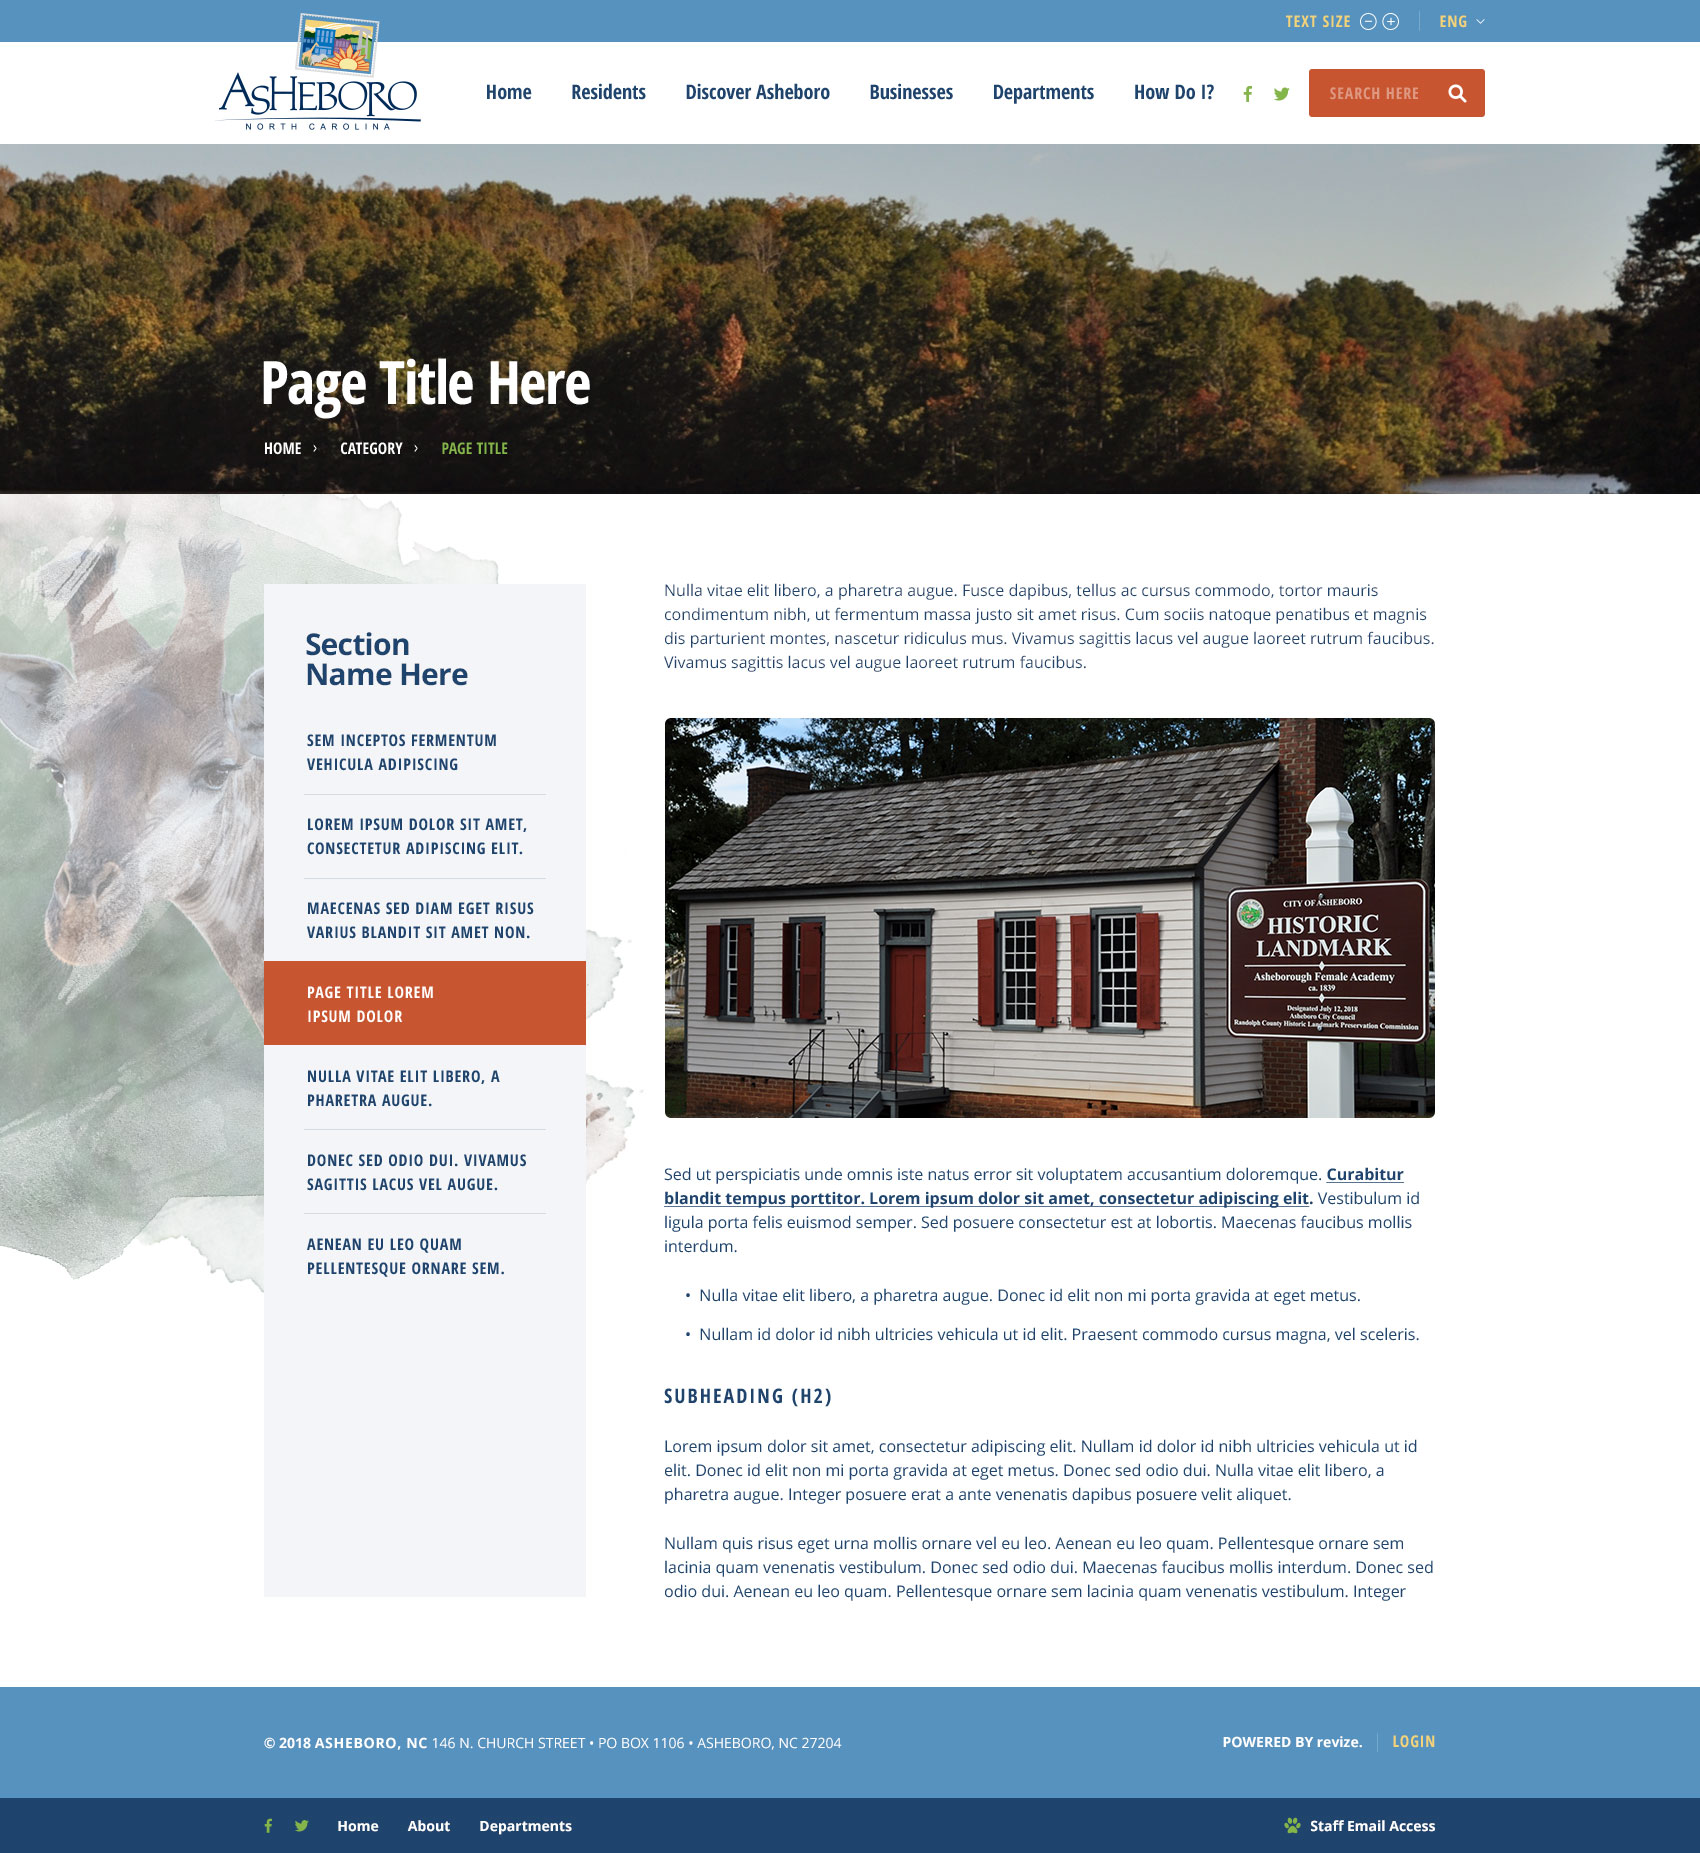 TEXT SIZE
ENG
ASHEBORO
NORTH CAROLINA
Home
Residents
Discover Asheboro
Businesses
Departments
How Do I?
SEARCH HERE
Page Title Here
HOME › CATEGORY › PAGE TITLE
Section
Name Here
SEM INCEPTOS FERMENTUM
VEHICULA ADIPISCING
LOREM IPSUM DOLOR SIT AMET,
CONSECTETUR ADIPISCING ELIT.
MAECENAS SED DIAM EGET RISUS
VARIUS BLANDIT SIT AMET NON.
PAGE TITLE LOREM
IPSUM DOLOR
NULLA VITAE ELIT LIBERO, A
PHARETRA AUGUE.
DONEC SED ODIO DUI. VIVAMUS
SAGITTIS LACUS VEL AUGUE.
AENEAN EU LEO QUAM
PELLENTESQUE ORNARE SEM.
Nulla vitae elit libero, a pharetra augue. Fusce dapibus, tellus ac cursus commodo, tortor mauris
condimentum nibh, ut fermentum massa justo sit amet risus. Cum sociis natoque penatibus et magnis
dis parturient montes, nascetur ridiculus mus. Vivamus sagittis lacus vel augue laoreet rutrum faucibus.
Vivamus sagittis lacus vel augue laoreet rutrum faucibus.
CITY OF ASHEBORO
HISTORIC
LANDMARK
Asheborough Female Academy
ca. 1839
Designated July 12, 2018
Asheboro City Council
Randolph County Historic Landmark Preservation Commission
Sed ut perspiciatis unde omnis iste natus error sit voluptatem accusantium doloremque. Curabitur
blandit tempus porttitor. Lorem ipsum dolor sit amet, consectetur adipiscing elit. Vestibulum id
ligula porta felis euismod semper. Sed posuere consectetur est at lobortis. Maecenas faucibus mollis
interdum.
• Nulla vitae elit libero, a pharetra augue. Donec id elit non mi porta gravida at eget metus.
• Nullam id dolor id nibh ultricies vehicula ut id elit. Praesent commodo cursus magna, vel sceleris.
SUBHEADING (H2)
Lorem ipsum dolor sit amet, consectetur adipiscing elit. Nullam id dolor id nibh ultricies vehicula ut id
elit. Donec id elit non mi porta gravida at eget metus. Donec sed odio dui. Nulla vitae elit libero, a
pharetra augue. Integer posuere erat a ante venenatis dapibus posuere velit aliquet.
Nullam quis risus eget urna mollis ornare vel eu leo. Aenean eu leo quam. Pellentesque ornare sem
lacinia quam venenatis vestibulum. Donec sed odio dui. Maecenas faucibus mollis interdum. Donec sed
odio dui. Aenean eu leo quam. Pellentesque ornare sem lacinia quam venenatis vestibulum. Integer
© 2018 ASHEBORO, NC 146 N. CHURCH STREET • PO BOX 1106 • ASHEBORO, NC 27204
POWERED BY revize.
LOGIN
Home
About
Departments
Staff Email Access